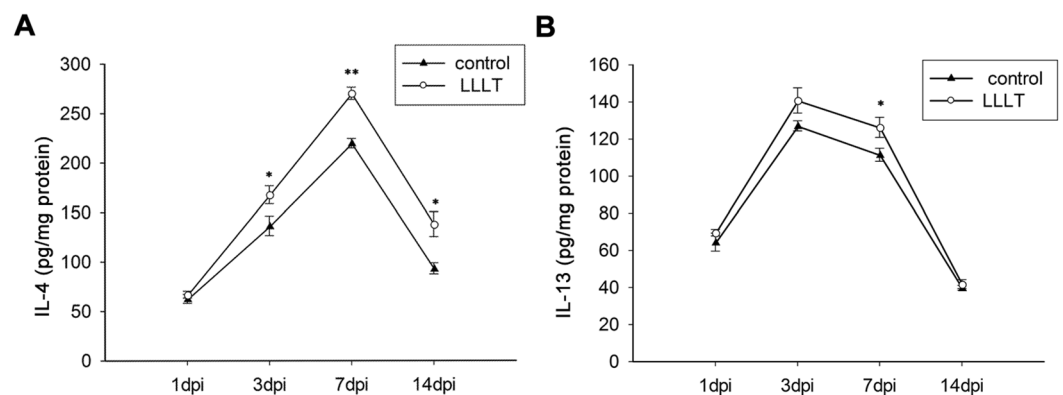 A
IL-4 (pg/mg protein)
300
250
200
150
100
50
0
1dpi 3dpi 7dpi 14dpi
control
LLLT
*
**
*
B
IL-13 (pg/mg protein)
160
140
120
100
80
60
40
20
0
1dpi 3dpi 7dpi 14dpi
control
LLLT
*